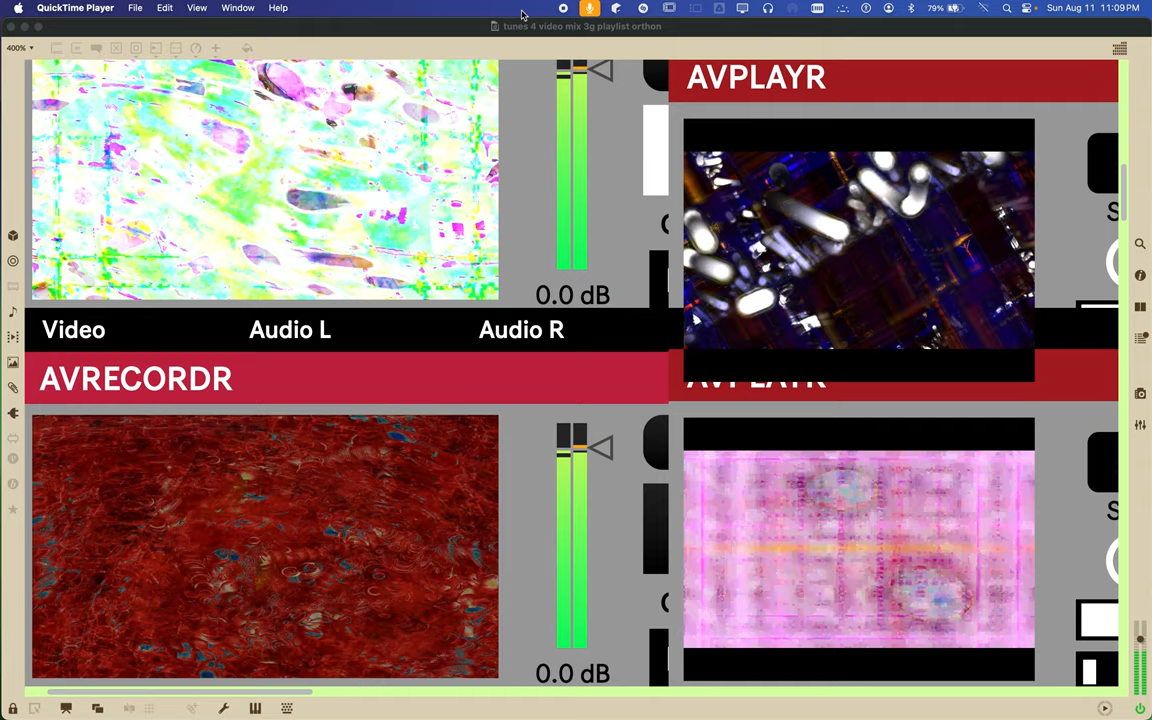 QuickTime Player File Edit View Window Help 79% Sun Aug 11 11:09 PM
tunes 4 video mix 3g playlist orthon
400%
AVPLAYR
S
0.0 dB
Video Audio L Audio R
AVRECORDR
S
0.0 dB